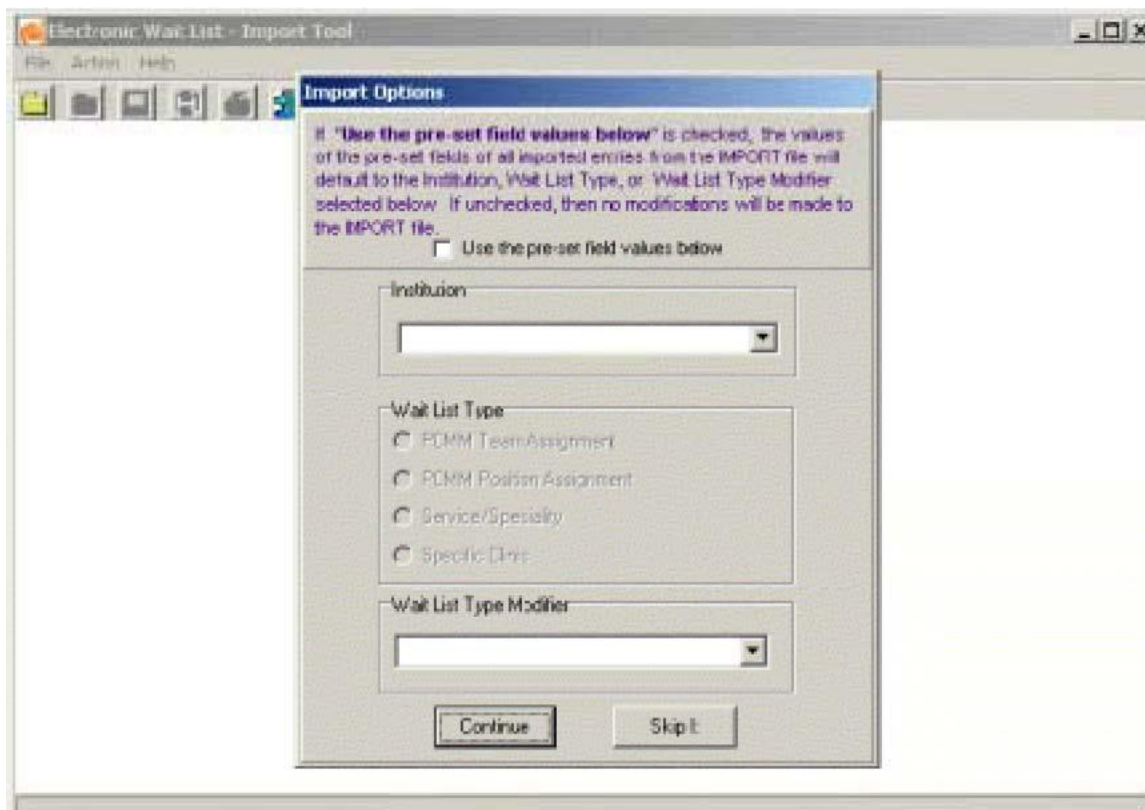 Electronic Wait List - Import Tool
File Action Help
Import Options
If "Use the pre-set field values below" is checked, the values
of the pre-set fields of all imported entries from the IMPORT file will
default to the Institution, Wait List Type, or Wait List Type Modifier
selected below. If unchecked, then no modifications will be made to
the IMPORT file.
Use the pre-set field values below
Institution
Wait List Type
PCMM Team Assignment
PCMM Position Assignment
Service/Speciality
Specific Clinic
Wait List Type Modifier
Continue Skip It